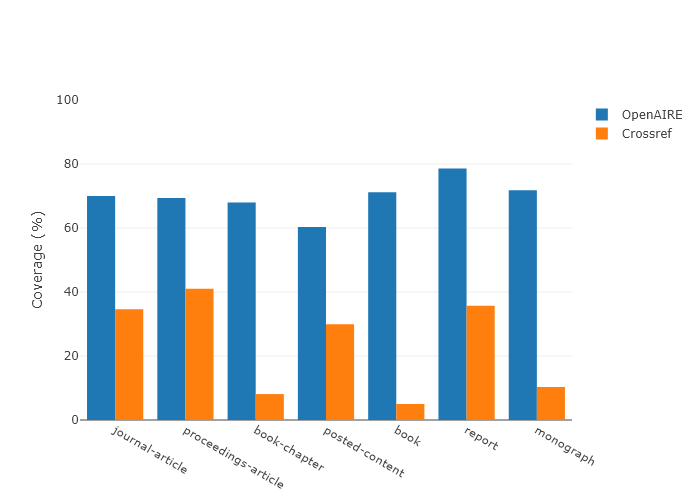 100
80
60
40
20
0
Coverage (%)
journal-article
proceedings-article
book-chapter
posted-content
book
report
monograph
OpenAIRE
Crossref